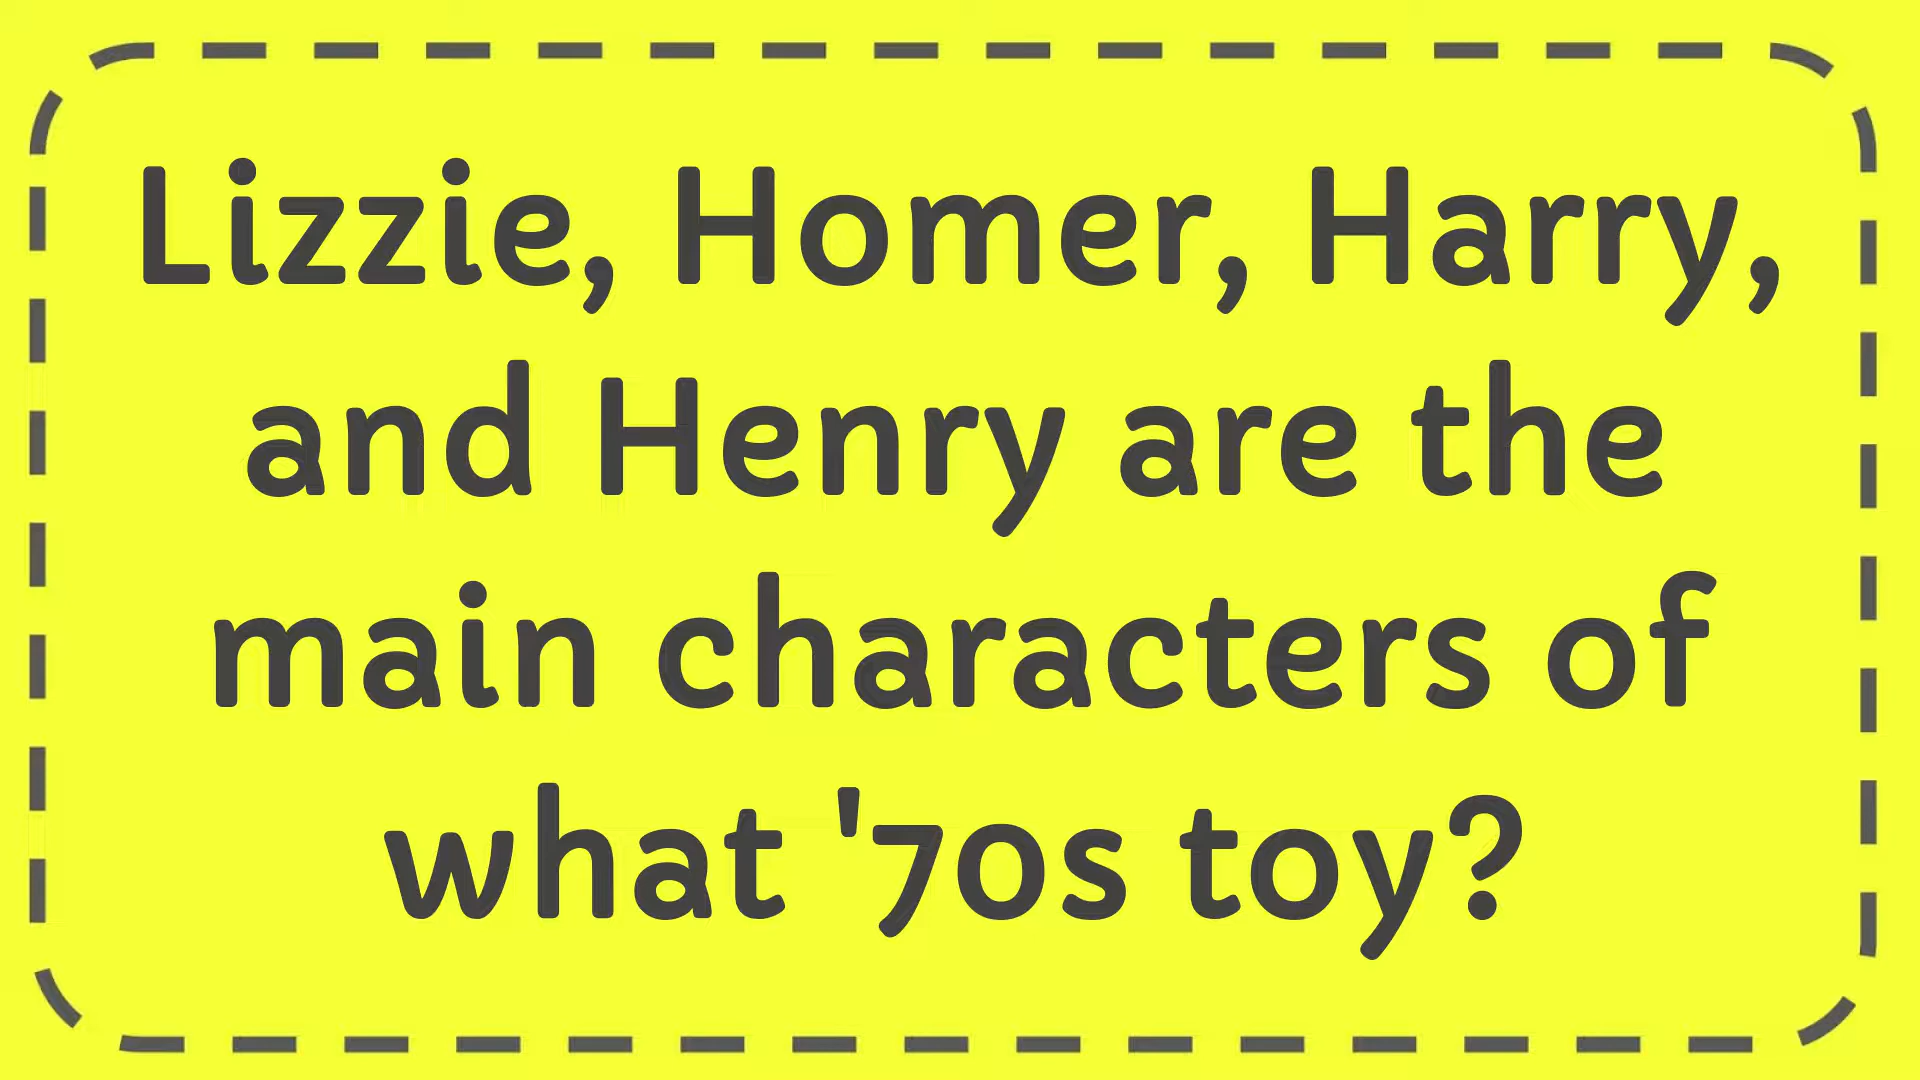 Lizzie, Homer, Harry,
and Henry are the
main characters of
what '70s toy?